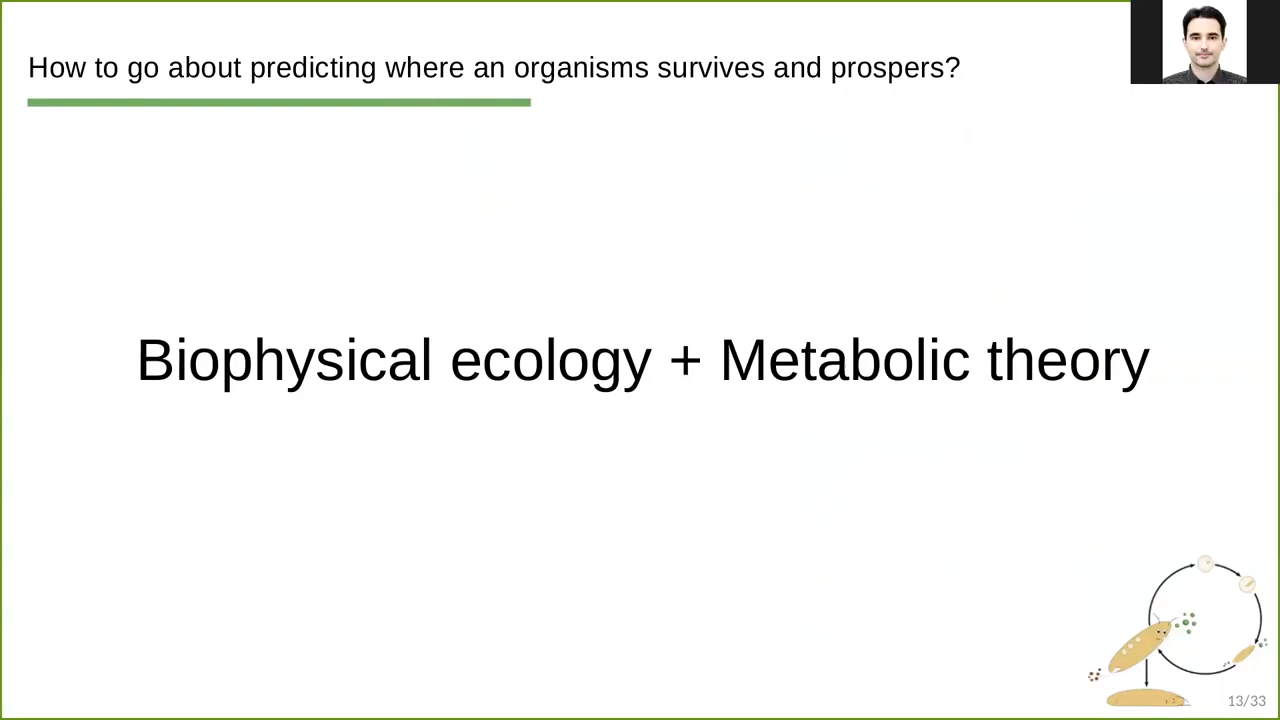 How to go about predicting where an organisms survives and prospers?
Biophysical ecology + Metabolic theory
13/33